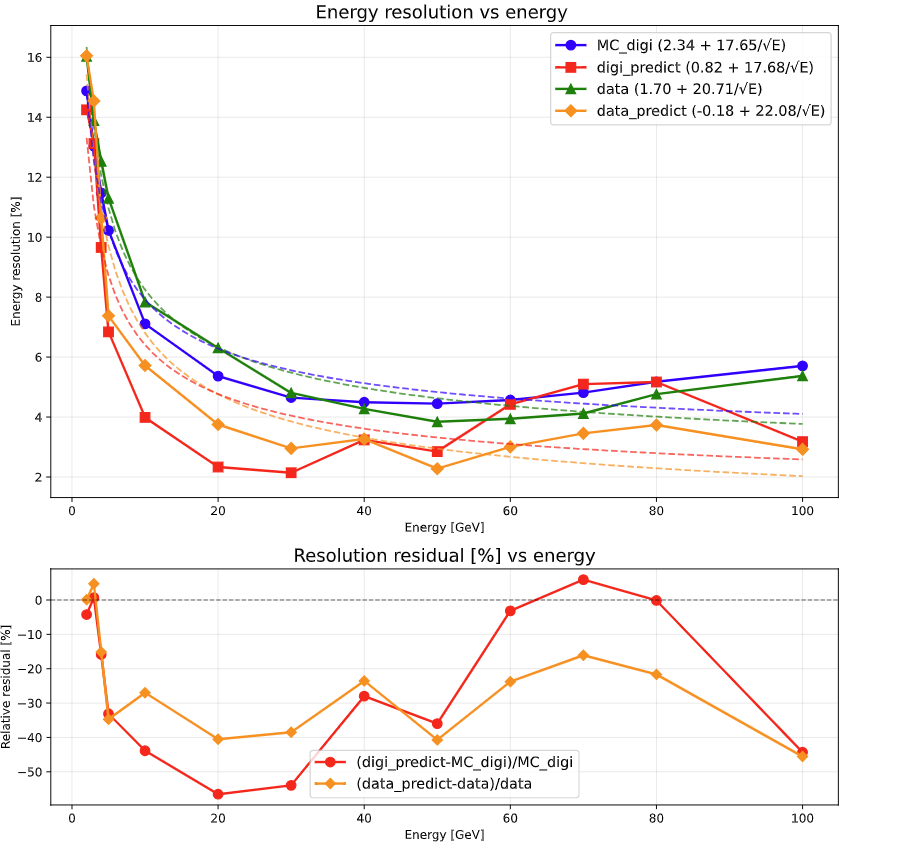 Energy resolution vs energy
MC_digi (2.34 + 17.65/√E)
digi_predict (0.82 + 17.68/√E)
data (1.70 + 20.71/√E)
data_predict (-0.18 + 22.08/√E)
Energy resolution [%]
16
14
12
10
8
6
4
2
0 20 40 60 80 100
Energy [GeV]
Resolution residual [%] vs energy
Relative residual [%]
0
−10
−20
−30
−40
−50
(digi_predict-MC_digi)/MC_digi
(data_predict-data)/data
0 20 40 60 80 100
Energy [GeV]